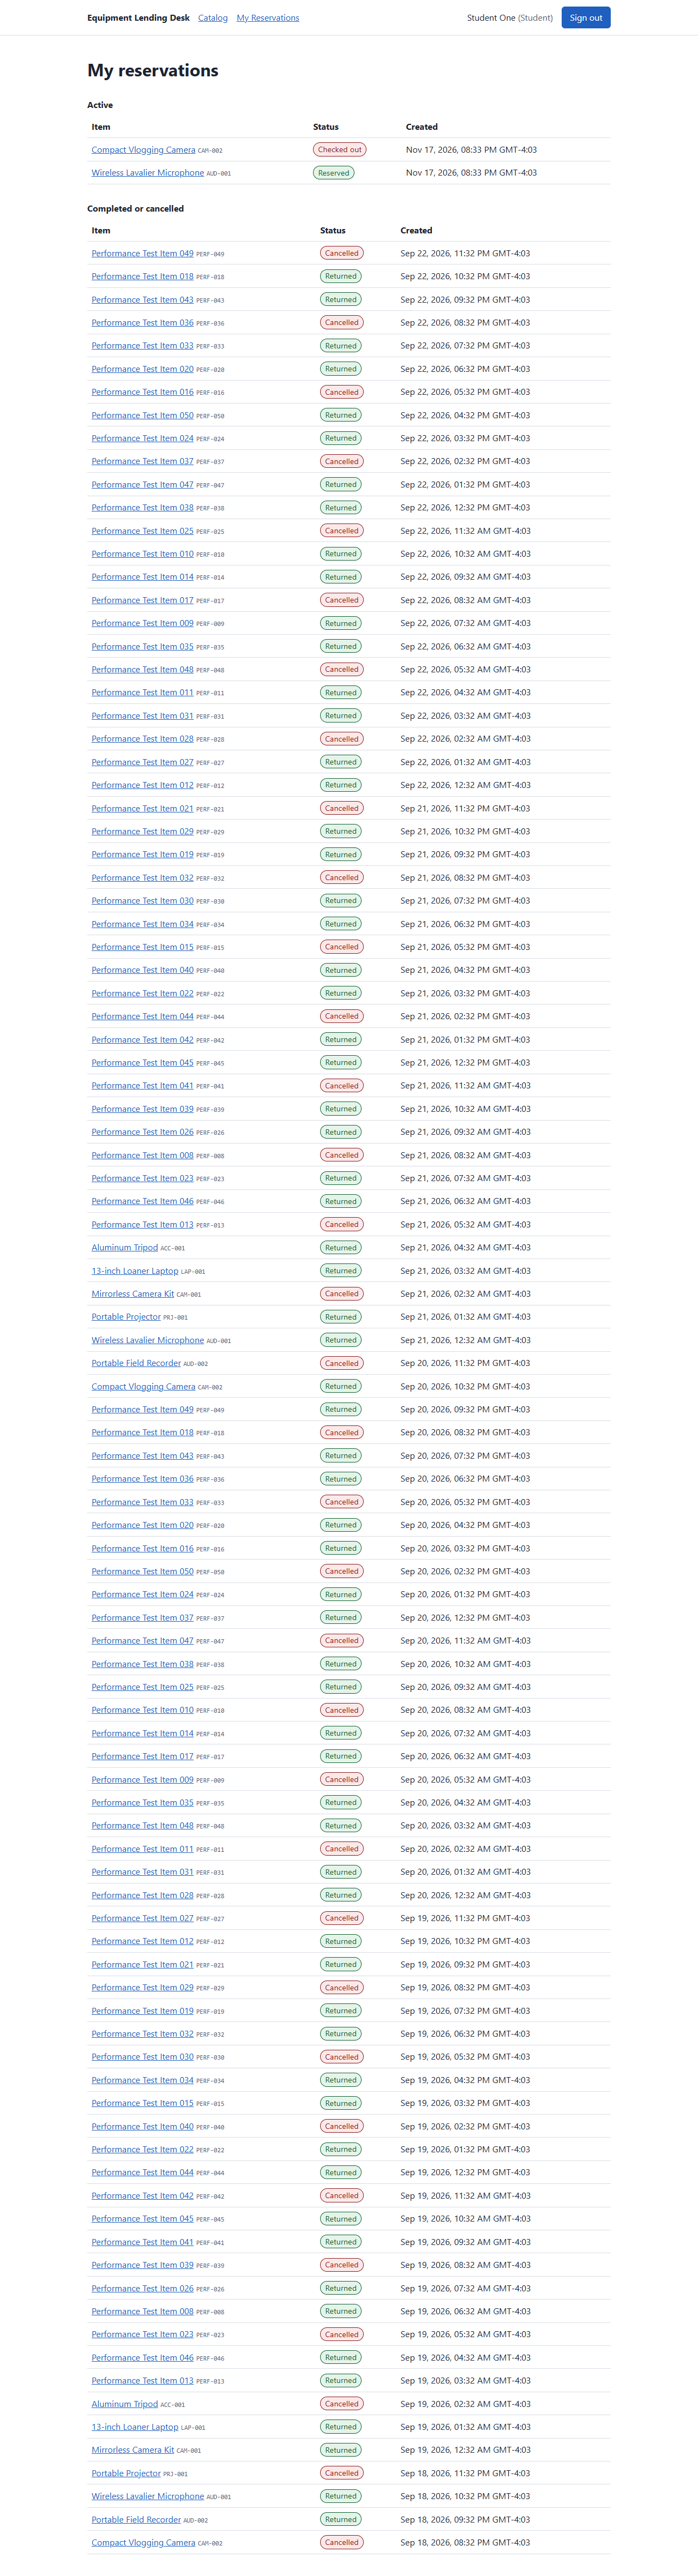 Equipment Lending Desk Catalog My Reservations Student One (Student) Sign out
My reservations
Active
Item Status Created
Compact Vlogging Camera CAM-002 Checked out Nov 17, 2026, 08:33 PM GMT-4:03
Wireless Lavalier Microphone AUD-001 Reserved Nov 17, 2026, 08:33 PM GMT-4:03
Completed or cancelled
Item Status Created
Performance Test Item 049 PERF-049 Cancelled Sep 22, 2026, 11:32 PM GMT-4:03
Performance Test Item 018 PERF-018 Returned Sep 22, 2026, 10:32 PM GMT-4:03
Performance Test Item 043 PERF-043 Returned Sep 22, 2026, 09:32 PM GMT-4:03
Performance Test Item 036 PERF-036 Cancelled Sep 22, 2026, 08:32 PM GMT-4:03
Performance Test Item 033 PERF-033 Returned Sep 22, 2026, 07:32 PM GMT-4:03
Performance Test Item 020 PERF-020 Returned Sep 22, 2026, 06:32 PM GMT-4:03
Performance Test Item 016 PERF-016 Cancelled Sep 22, 2026, 05:32 PM GMT-4:03
Performance Test Item 050 PERF-050 Returned Sep 22, 2026, 04:32 PM GMT-4:03
Performance Test Item 024 PERF-024 Returned Sep 22, 2026, 03:32 PM GMT-4:03
Performance Test Item 037 PERF-037 Cancelled Sep 22, 2026, 02:32 PM GMT-4:03
Performance Test Item 047 PERF-047 Returned Sep 22, 2026, 01:32 PM GMT-4:03
Performance Test Item 038 PERF-038 Returned Sep 22, 2026, 12:32 PM GMT-4:03
Performance Test Item 025 PERF-025 Cancelled Sep 22, 2026, 11:32 AM GMT-4:03
Performance Test Item 010 PERF-010 Returned Sep 22, 2026, 10:32 AM GMT-4:03
Performance Test Item 014 PERF-014 Returned Sep 22, 2026, 09:32 AM GMT-4:03
Performance Test Item 017 PERF-017 Cancelled Sep 22, 2026, 08:32 AM GMT-4:03
Performance Test Item 009 PERF-009 Returned Sep 22, 2026, 07:32 AM GMT-4:03
Performance Test Item 035 PERF-035 Returned Sep 22, 2026, 06:32 AM GMT-4:03
Performance Test Item 048 PERF-048 Cancelled Sep 22, 2026, 05:32 AM GMT-4:03
Performance Test Item 011 PERF-011 Returned Sep 22, 2026, 04:32 AM GMT-4:03
Performance Test Item 031 PERF-031 Returned Sep 22, 2026, 03:32 AM GMT-4:03
Performance Test Item 028 PERF-028 Cancelled Sep 22, 2026, 02:32 AM GMT-4:03
Performance Test Item 027 PERF-027 Returned Sep 22, 2026, 01:32 AM GMT-4:03
Performance Test Item 012 PERF-012 Returned Sep 22, 2026, 12:32 AM GMT-4:03
Performance Test Item 021 PERF-021 Cancelled Sep 21, 2026, 11:32 PM GMT-4:03
Performance Test Item 029 PERF-029 Returned Sep 21, 2026, 10:32 PM GMT-4:03
Performance Test Item 019 PERF-019 Returned Sep 21, 2026, 09:32 PM GMT-4:03
Performance Test Item 032 PERF-032 Cancelled Sep 21, 2026, 08:32 PM GMT-4:03
Performance Test Item 030 PERF-030 Returned Sep 21, 2026, 07:32 PM GMT-4:03
Performance Test Item 034 PERF-034 Returned Sep 21, 2026, 06:32 PM GMT-4:03
Performance Test Item 015 PERF-015 Cancelled Sep 21, 2026, 05:32 PM GMT-4:03
Performance Test Item 040 PERF-040 Returned Sep 21, 2026, 04:32 PM GMT-4:03
Performance Test Item 022 PERF-022 Returned Sep 21, 2026, 03:32 PM GMT-4:03
Performance Test Item 044 PERF-044 Cancelled Sep 21, 2026, 02:32 PM GMT-4:03
Performance Test Item 042 PERF-042 Returned Sep 21, 2026, 01:32 PM GMT-4:03
Performance Test Item 045 PERF-045 Returned Sep 21, 2026, 12:32 PM GMT-4:03
Performance Test Item 041 PERF-041 Cancelled Sep 21, 2026, 11:32 AM GMT-4:03
Performance Test Item 039 PERF-039 Returned Sep 21, 2026, 10:32 AM GMT-4:03
Performance Test Item 026 PERF-026 Returned Sep 21, 2026, 09:32 AM GMT-4:03
Performance Test Item 008 PERF-008 Cancelled Sep 21, 2026, 08:32 AM GMT-4:03
Performance Test Item 023 PERF-023 Returned Sep 21, 2026, 07:32 AM GMT-4:03
Performance Test Item 046 PERF-046 Returned Sep 21, 2026, 06:32 AM GMT-4:03
Performance Test Item 013 PERF-013 Cancelled Sep 21, 2026, 05:32 AM GMT-4:03
Aluminum Tripod ACC-001 Returned Sep 21, 2026, 04:32 AM GMT-4:03
13-inch Loaner Laptop LAP-001 Returned Sep 21, 2026, 03:32 AM GMT-4:03
Mirrorless Camera Kit CAM-001 Cancelled Sep 21, 2026, 02:32 AM GMT-4:03
Portable Projector PRJ-001 Returned Sep 21, 2026, 01:32 AM GMT-4:03
Wireless Lavalier Microphone AUD-001 Returned Sep 21, 2026, 12:32 AM GMT-4:03
Portable Field Recorder AUD-002 Cancelled Sep 20, 2026, 11:32 PM GMT-4:03
Compact Vlogging Camera CAM-002 Returned Sep 20, 2026, 10:32 PM GMT-4:03
Performance Test Item 049 PERF-049 Returned Sep 20, 2026, 09:32 PM GMT-4:03
Performance Test Item 018 PERF-018 Cancelled Sep 20, 2026, 08:32 PM GMT-4:03
Performance Test Item 043 PERF-043 Returned Sep 20, 2026, 07:32 PM GMT-4:03
Performance Test Item 036 PERF-036 Returned Sep 20, 2026, 06:32 PM GMT-4:03
Performance Test Item 033 PERF-033 Cancelled Sep 20, 2026, 05:32 PM GMT-4:03
Performance Test Item 020 PERF-020 Returned Sep 20, 2026, 04:32 PM GMT-4:03
Performance Test Item 016 PERF-016 Returned Sep 20, 2026, 03:32 PM GMT-4:03
Performance Test Item 050 PERF-050 Cancelled Sep 20, 2026, 02:32 PM GMT-4:03
Performance Test Item 024 PERF-024 Returned Sep 20, 2026, 01:32 PM GMT-4:03
Performance Test Item 037 PERF-037 Returned Sep 20, 2026, 12:32 PM GMT-4:03
Performance Test Item 047 PERF-047 Cancelled Sep 20, 2026, 11:32 AM GMT-4:03
Performance Test Item 038 PERF-038 Returned Sep 20, 2026, 10:32 AM GMT-4:03
Performance Test Item 025 PERF-025 Returned Sep 20, 2026, 09:32 AM GMT-4:03
Performance Test Item 010 PERF-010 Cancelled Sep 20, 2026, 08:32 AM GMT-4:03
Performance Test Item 014 PERF-014 Returned Sep 20, 2026, 07:32 AM GMT-4:03
Performance Test Item 017 PERF-017 Returned Sep 20, 2026, 06:32 AM GMT-4:03
Performance Test Item 009 PERF-009 Cancelled Sep 20, 2026, 05:32 AM GMT-4:03
Performance Test Item 035 PERF-035 Returned Sep 20, 2026, 04:32 AM GMT-4:03
Performance Test Item 048 PERF-048 Returned Sep 20, 2026, 03:32 AM GMT-4:03
Performance Test Item 011 PERF-011 Cancelled Sep 20, 2026, 02:32 AM GMT-4:03
Performance Test Item 031 PERF-031 Returned Sep 20, 2026, 01:32 AM GMT-4:03
Performance Test Item 028 PERF-028 Returned Sep 20, 2026, 12:32 AM GMT-4:03
Performance Test Item 027 PERF-027 Cancelled Sep 19, 2026, 11:32 PM GMT-4:03
Performance Test Item 012 PERF-012 Returned Sep 19, 2026, 10:32 PM GMT-4:03
Performance Test Item 021 PERF-021 Returned Sep 19, 2026, 09:32 PM GMT-4:03
Performance Test Item 029 PERF-029 Cancelled Sep 19, 2026, 08:32 PM GMT-4:03
Performance Test Item 019 PERF-019 Returned Sep 19, 2026, 07:32 PM GMT-4:03
Performance Test Item 032 PERF-032 Returned Sep 19, 2026, 06:32 PM GMT-4:03
Performance Test Item 030 PERF-030 Cancelled Sep 19, 2026, 05:32 PM GMT-4:03
Performance Test Item 034 PERF-034 Returned Sep 19, 2026, 04:32 PM GMT-4:03
Performance Test Item 015 PERF-015 Returned Sep 19, 2026, 03:32 PM GMT-4:03
Performance Test Item 040 PERF-040 Cancelled Sep 19, 2026, 02:32 PM GMT-4:03
Performance Test Item 022 PERF-022 Returned Sep 19, 2026, 01:32 PM GMT-4:03
Performance Test Item 044 PERF-044 Returned Sep 19, 2026, 12:32 PM GMT-4:03
Performance Test Item 042 PERF-042 Cancelled Sep 19, 2026, 11:32 AM GMT-4:03
Performance Test Item 045 PERF-045 Returned Sep 19, 2026, 10:32 AM GMT-4:03
Performance Test Item 041 PERF-041 Returned Sep 19, 2026, 09:32 AM GMT-4:03
Performance Test Item 039 PERF-039 Cancelled Sep 19, 2026, 08:32 AM GMT-4:03
Performance Test Item 026 PERF-026 Returned Sep 19, 2026, 07:32 AM GMT-4:03
Performance Test Item 008 PERF-008 Returned Sep 19, 2026, 06:32 AM GMT-4:03
Performance Test Item 023 PERF-023 Cancelled Sep 19, 2026, 05:32 AM GMT-4:03
Performance Test Item 046 PERF-046 Returned Sep 19, 2026, 04:32 AM GMT-4:03
Performance Test Item 013 PERF-013 Returned Sep 19, 2026, 03:32 AM GMT-4:03
Aluminum Tripod ACC-001 Cancelled Sep 19, 2026, 02:32 AM GMT-4:03
13-inch Loaner Laptop LAP-001 Returned Sep 19, 2026, 01:32 AM GMT-4:03
Mirrorless Camera Kit CAM-001 Returned Sep 19, 2026, 12:32 AM GMT-4:03
Portable Projector PRJ-001 Cancelled Sep 18, 2026, 11:32 PM GMT-4:03
Wireless Lavalier Microphone AUD-001 Returned Sep 18, 2026, 10:32 PM GMT-4:03
Portable Field Recorder AUD-002 Returned Sep 18, 2026, 09:32 PM GMT-4:03
Compact Vlogging Camera CAM-002 Cancelled Sep 18, 2026, 08:32 PM GMT-4:03